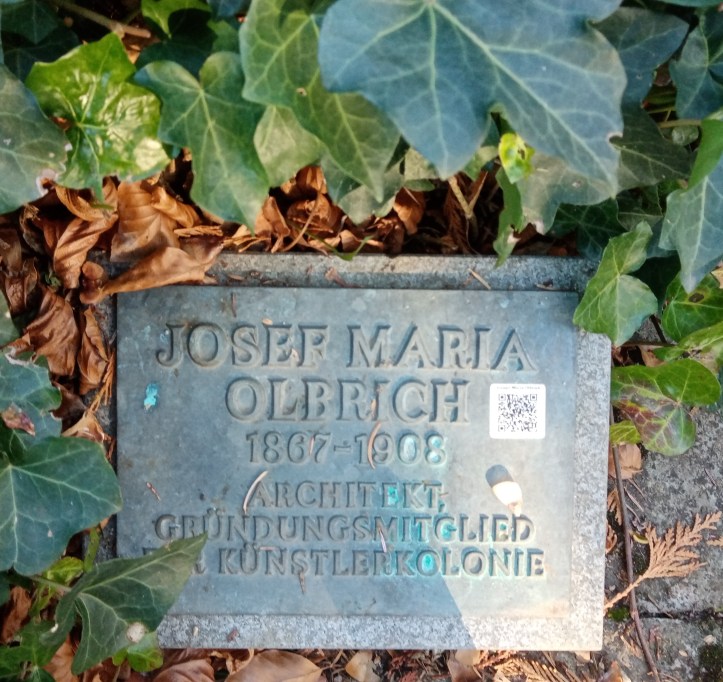 JOSEF MARIA
OLBRICH
1867-1908
ARCHITEKT,
GRÜNDUNGSMITGLIED
KÜNSTLERKOLONIE